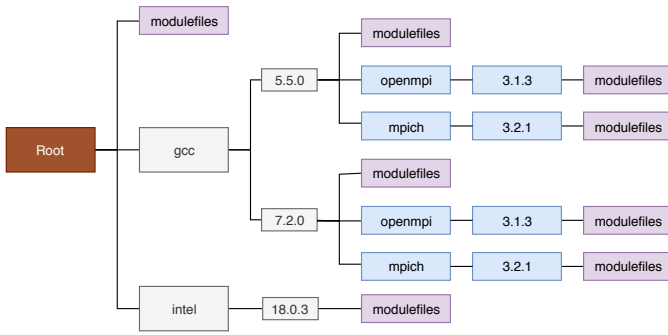 modulefiles
modulefiles
5.5.0
openmpi
3.1.3
modulefiles
mpich
3.2.1
modulefiles
Root
gcc
modulefiles
7.2.0
openmpi
3.1.3
modulefiles
mpich
3.2.1
modulefiles
intel
18.0.3
modulefiles